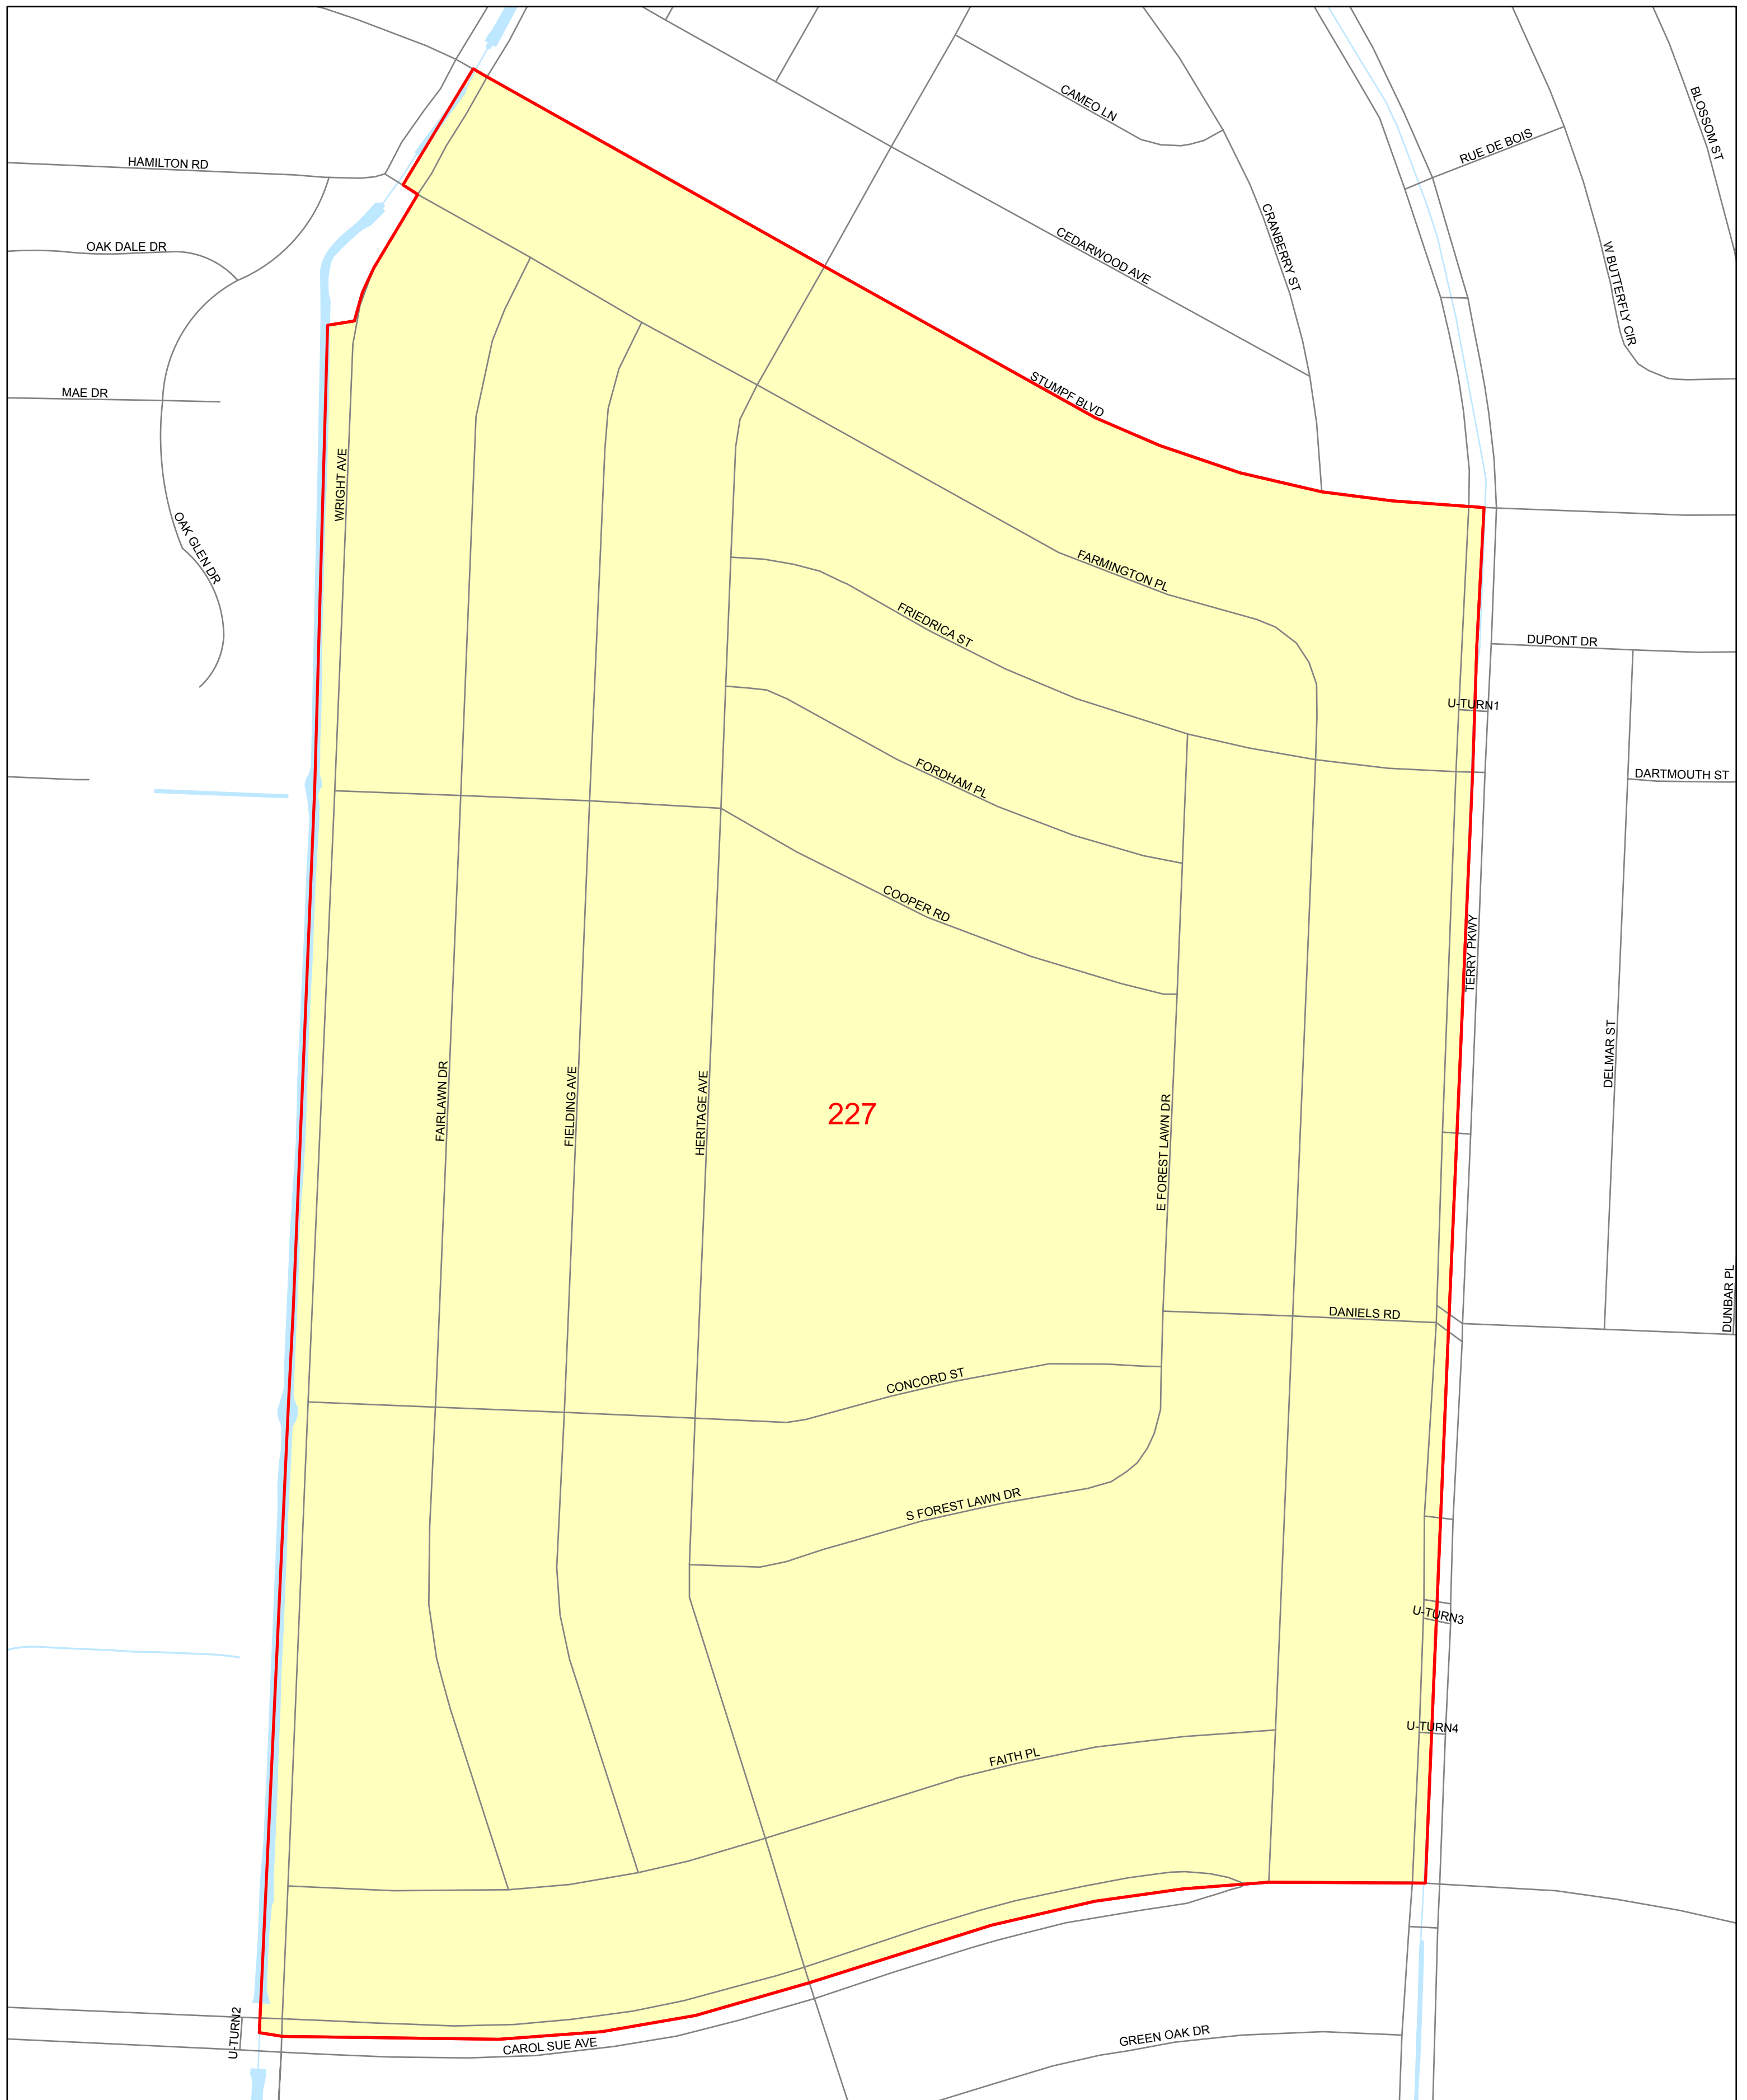 CAMEO LN
BLOSSOM ST
RUE DE BOIS
HAMILTON RD
OAK DALE DR
CEDARWOOD AVE
CRANBERRY ST
W BUTTERFLY CIR
MAE DR
STUMPF BLVD
WRIGHT AVE
OAK GLEN DR
FARMINGTON PL
FRIEDRICA ST
DUPONT DR
U-TURN1
FORDHAM PL
DARTMOUTH ST
COOPER RD
TERRY PKWY
FAIRLAWN DR
FIELDING AVE
HERITAGE AVE
227
E FOREST LAWN DR
DELMAR ST
DANIELS RD
DUNBAR PL
CONCORD ST
S FOREST LAWN DR
U-TURN3
U-TURN4
FAITH PL
U-TURN2
CAROL SUE AVE
GREEN OAK DR